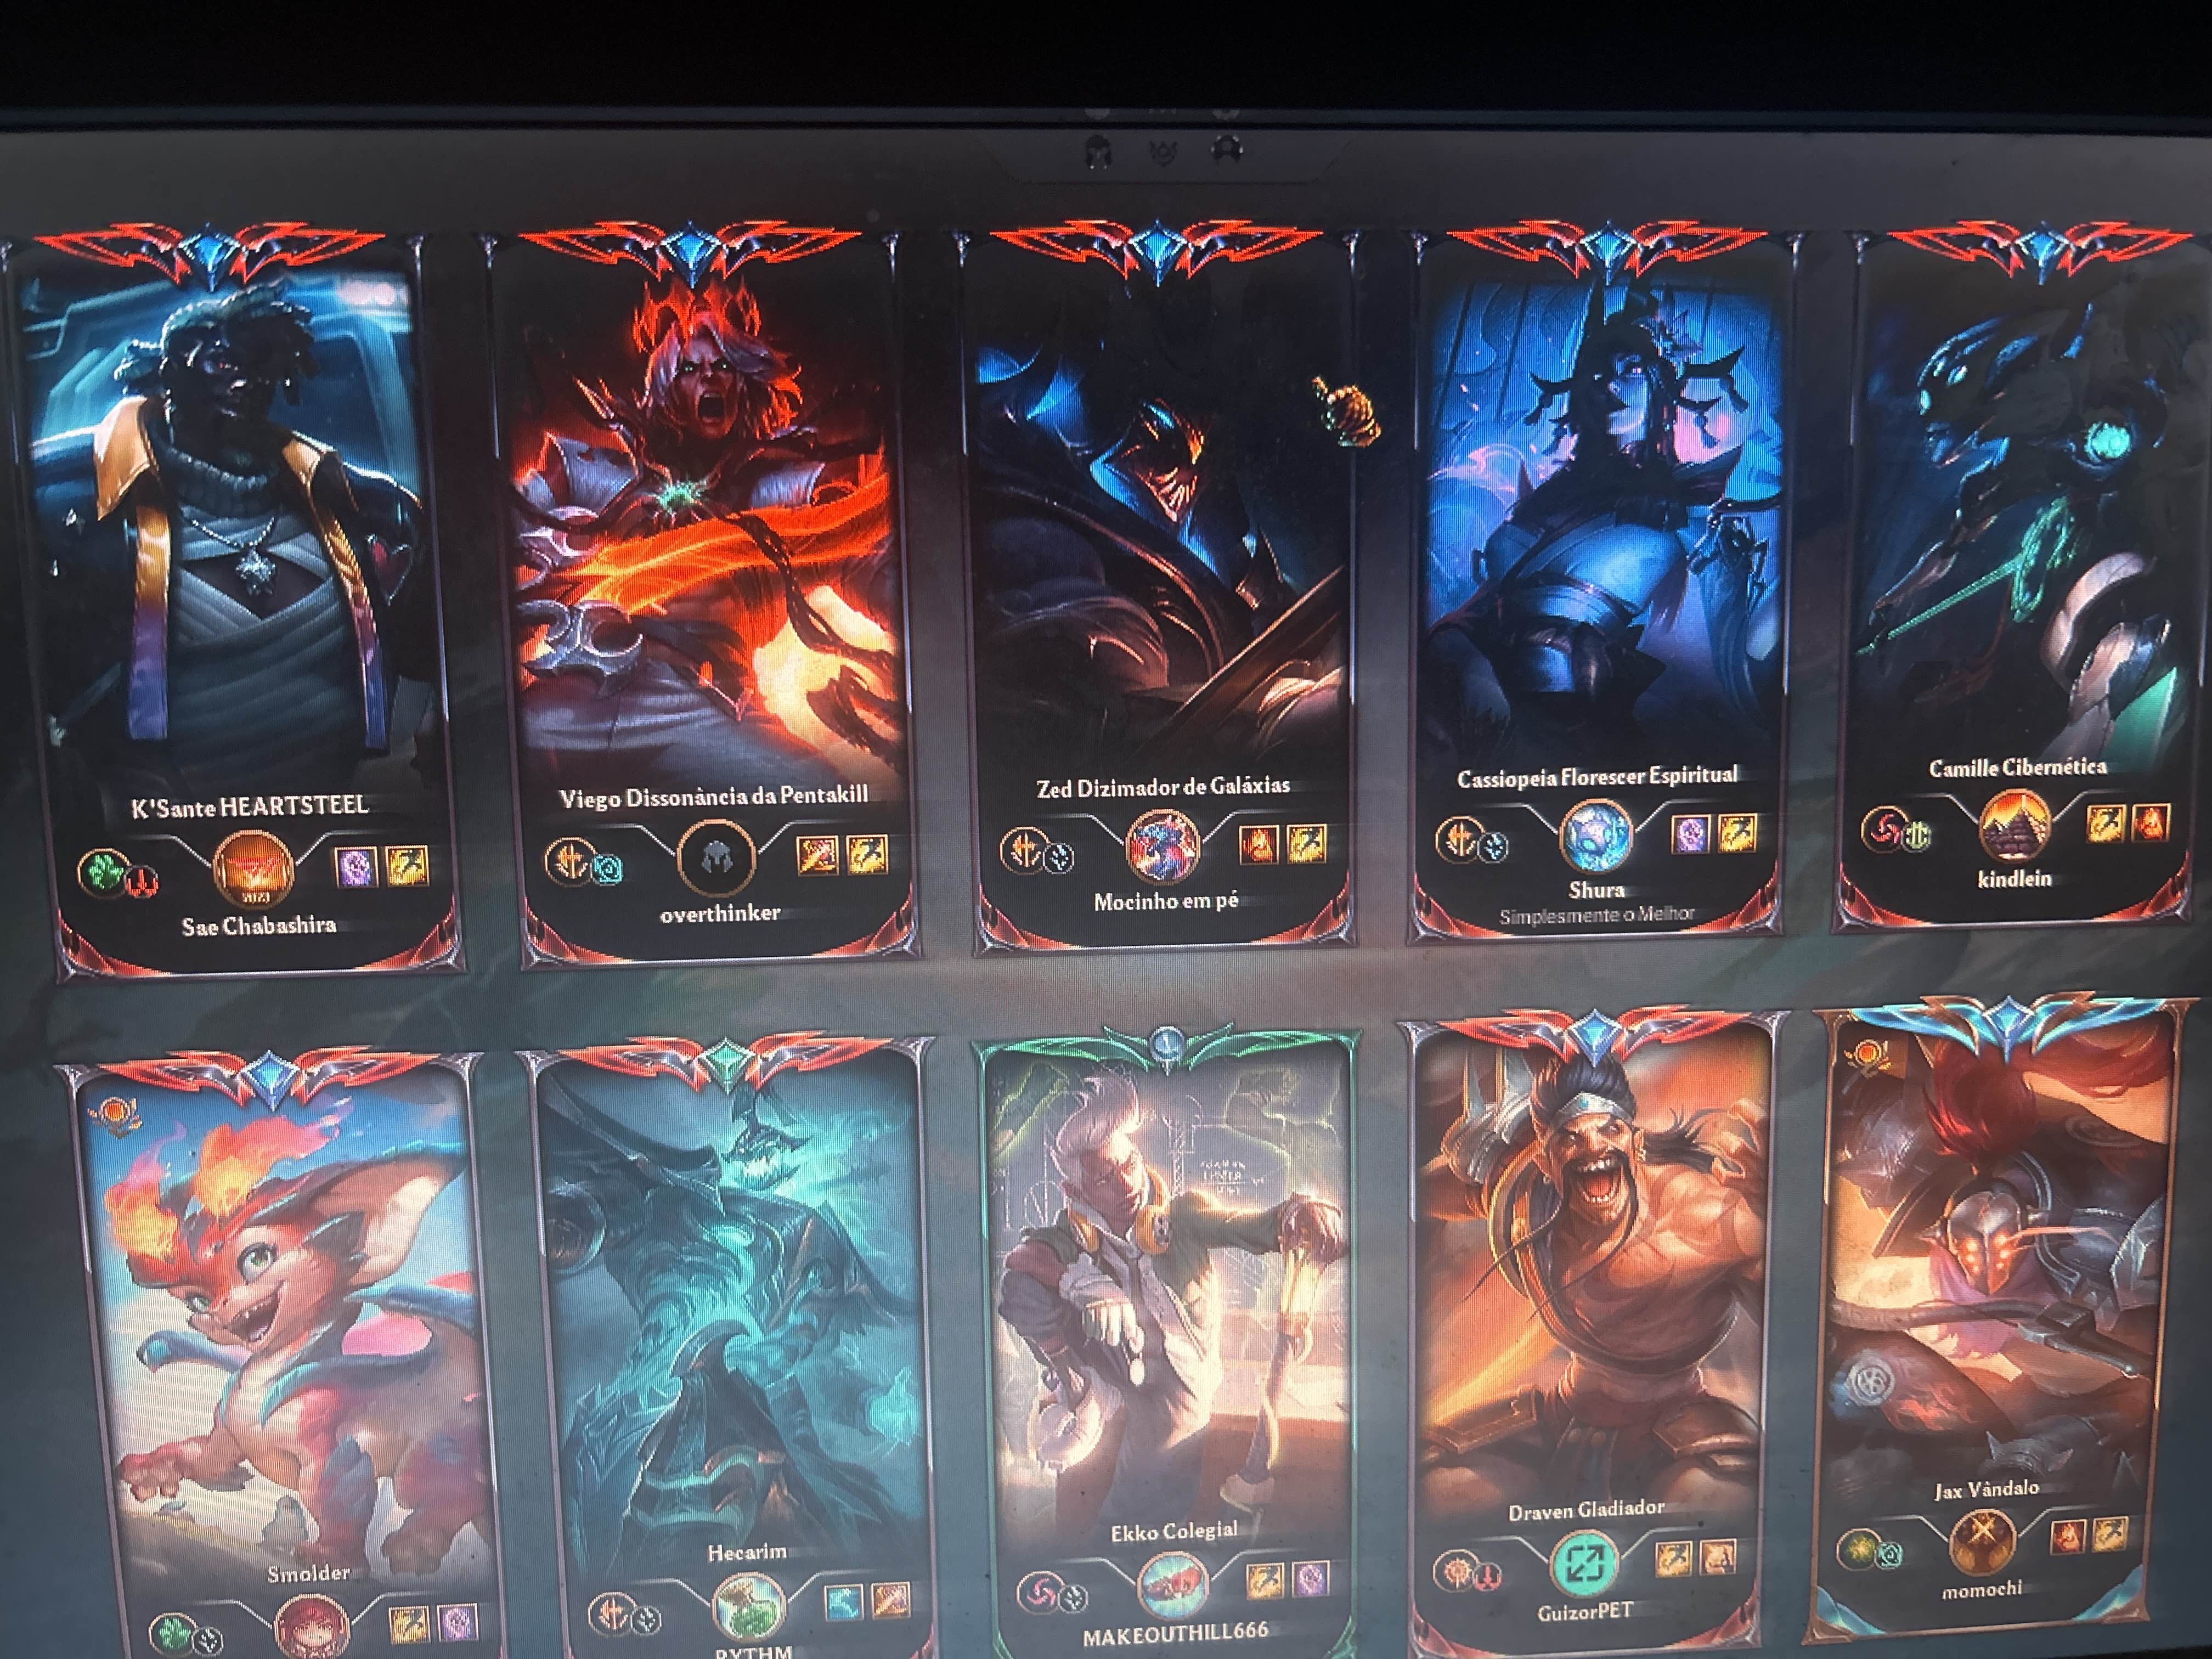 K'Sante HEARTSTEEL
Sae Chabashira
Viego Dissonância da Pentakill
overthinker
Zed Dizimador de Galáxias
Mocinho em pé
Cassiopeia Florescer Espiritual
Shura
Simplesmente o Melhor
Camille Cibernética
kindlein
Smolder
Hecarim
RYTHM
Ekko Colegial
MAKEOUTHILL666
Draven Gladiador
GuizorPET
Jax Vândalo
momochi